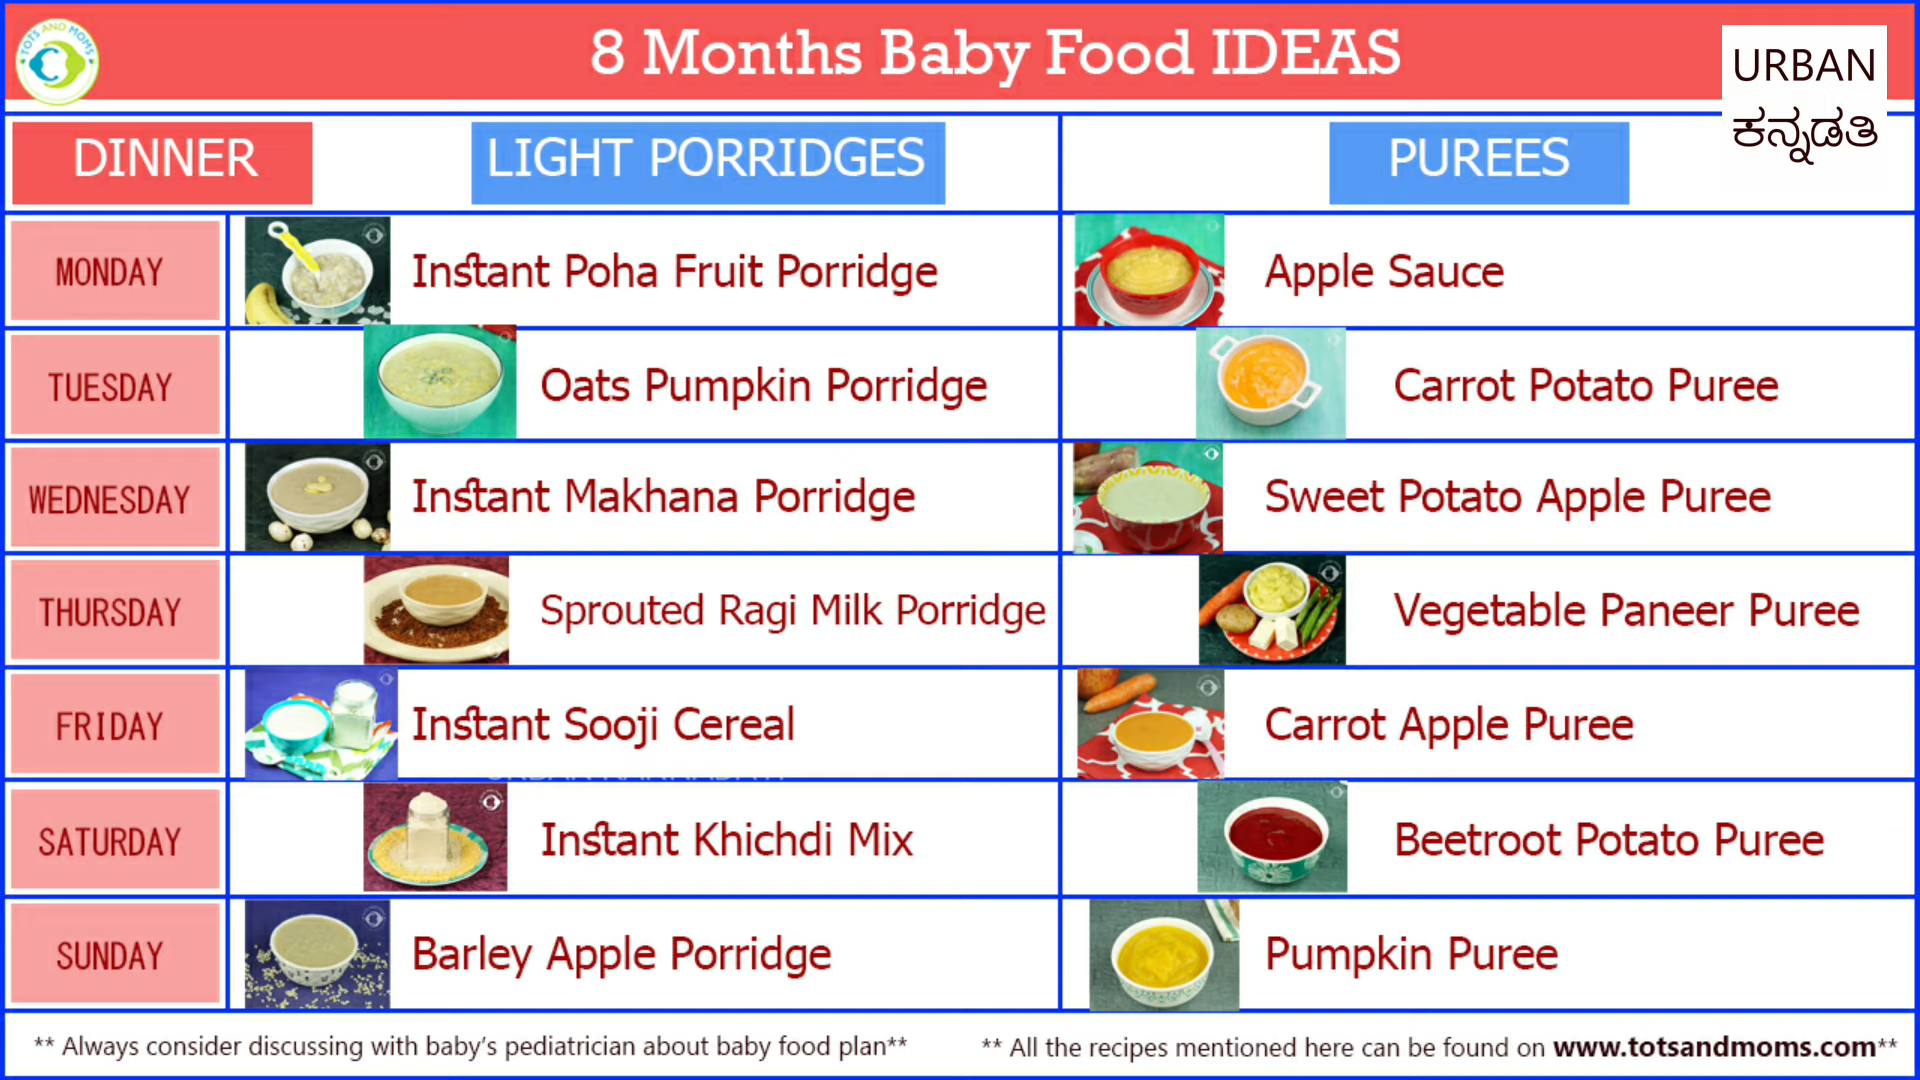 TOTS AND MOMS
8 Months Baby Food IDEAS
URBAN
ಕನ್ನಡತಿ
DINNER LIGHT PORRIDGES PUREES
MONDAY Instant Poha Fruit Porridge Apple Sauce
TUESDAY Oats Pumpkin Porridge Carrot Potato Puree
WEDNESDAY Instant Makhana Porridge Sweet Potato Apple Puree
THURSDAY Sprouted Ragi Milk Porridge Vegetable Paneer Puree
FRIDAY Instant Sooji Cereal Carrot Apple Puree
SATURDAY Instant Khichdi Mix Beetroot Potato Puree
SUNDAY Barley Apple Porridge Pumpkin Puree
** Always consider discussing with baby's pediatrician about baby food plan** ** All the recipes mentioned here can be found on www.totsandmoms.com**